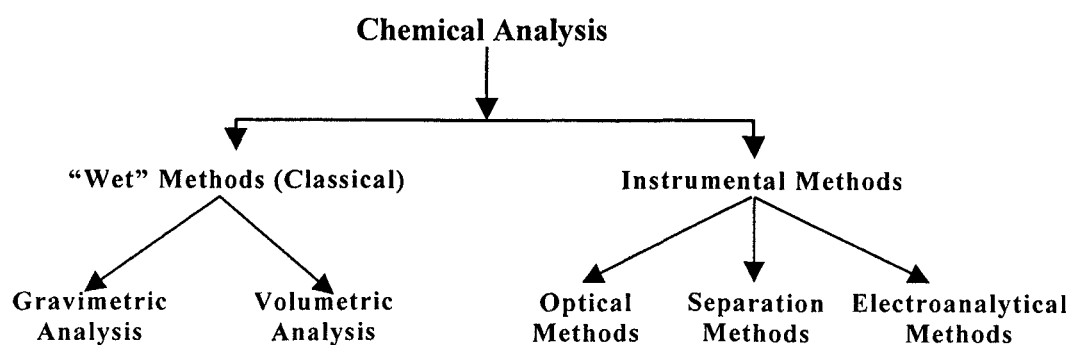 Chemical Analysis
“Wet” Methods (Classical)
Instrumental Methods
Gravimetric
Analysis
Volumetric
Analysis
Optical
Methods
Separation
Methods
Electroanalytical
Methods